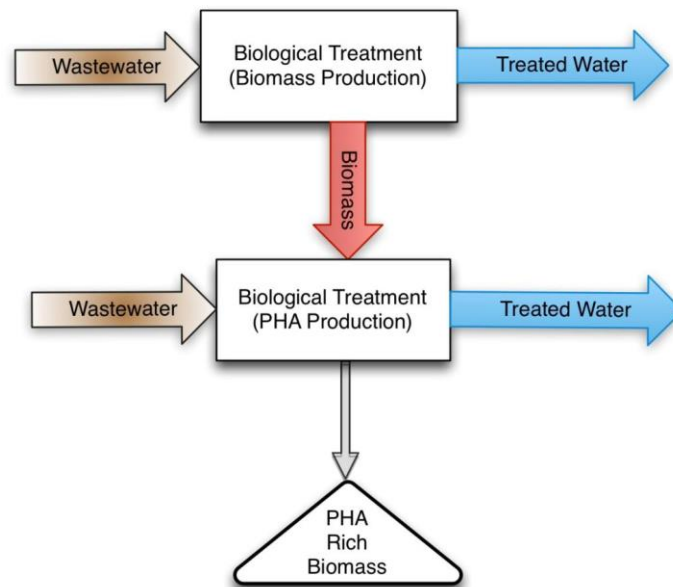 Wastewater
Biological Treatment
(Biomass Production)
Treated Water
Biomass
Wastewater
Biological Treatment
(PHA Production)
Treated Water
PHA
Rich
Biomass